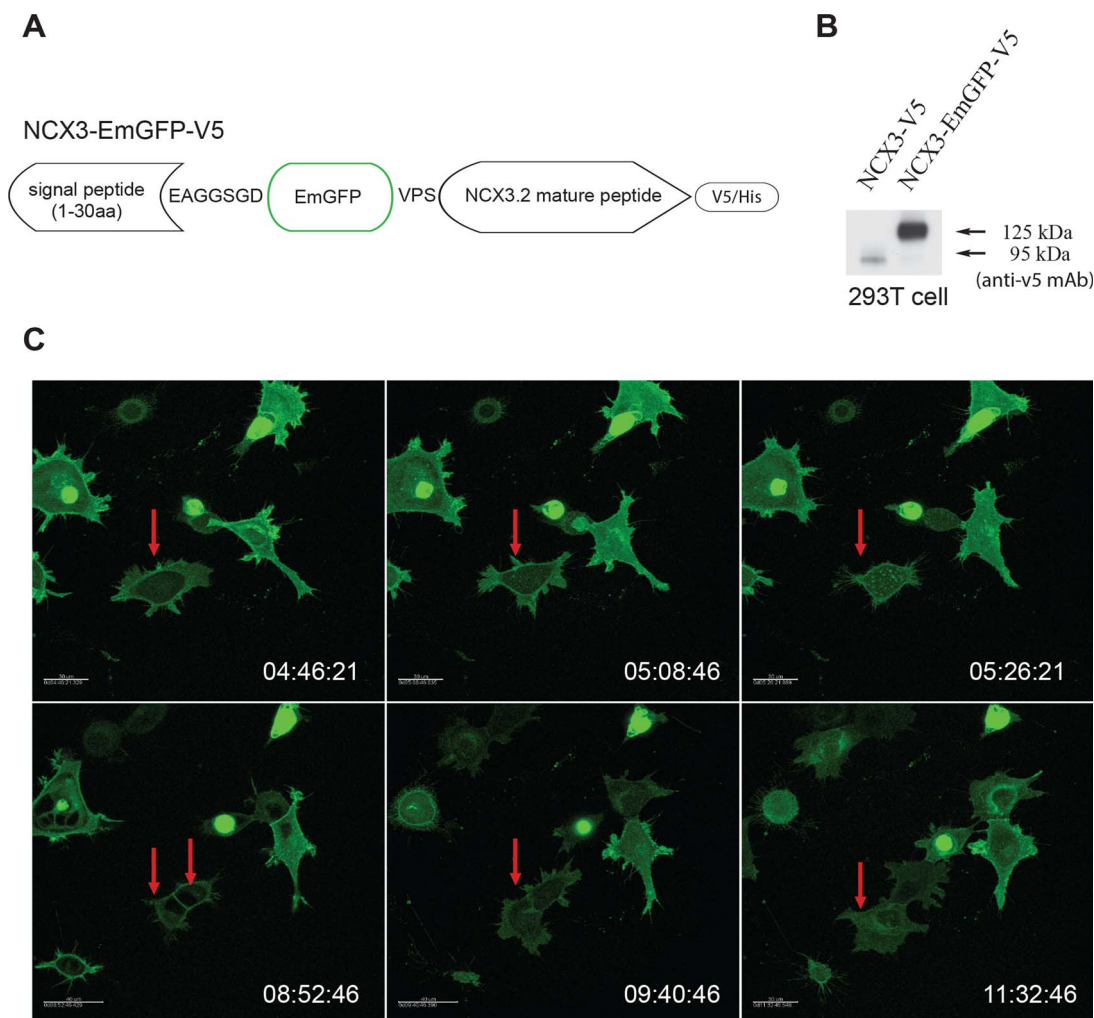 A
NCX3-EmGFP-V5
signal peptide
(1-30aa)
EAGGSGD
EmGFP
VPS
NCX3.2 mature peptide
V5/His
B
NCX3-V5
NCX3-EmGFP-V5
125 kDa
95 kDa
(anti-v5 mAb)
293T cell
C
04:46:21
05:08:46
05:26:21
08:52:46
09:40:46
11:32:46